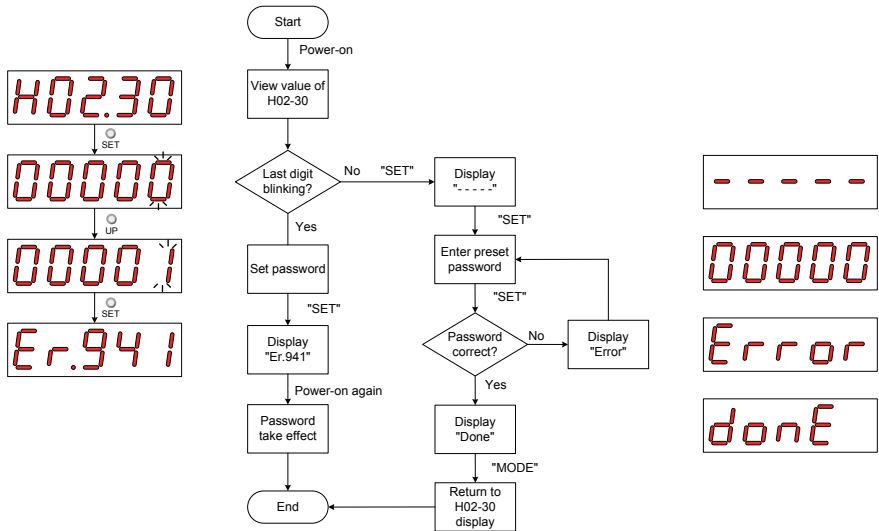 H02.30
SET
00000
UP
00001
SET
Er.941
Start
Power-on
View value of
H02-30
Last digit
blinking?
No
"SET"
Yes
Set password
"SET"
Display
"Er.941"
Power-on again
Password
take effect
End
Display
"-----"
"SET"
Enter preset
password
"SET"
Password
correct?
No
Display
"Error"
Yes
Display
"Done"
"MODE"
Return to
H02-30
display
-----
00000
Error
donE